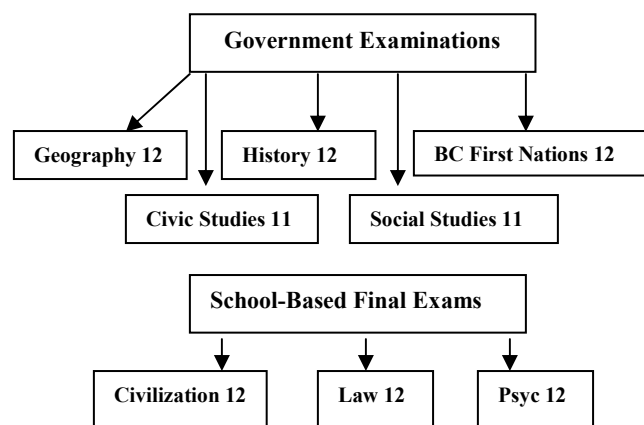 Government Examinations
Geography 12
History 12
BC First Nations 12
Civic Studies 11
Social Studies 11
School-Based Final Exams
Civilization 12
Law 12
Psyc 12